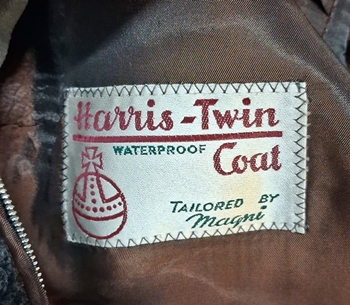 Harris-Twin
WATERPROOF Coat
TAILORED BY
Magni